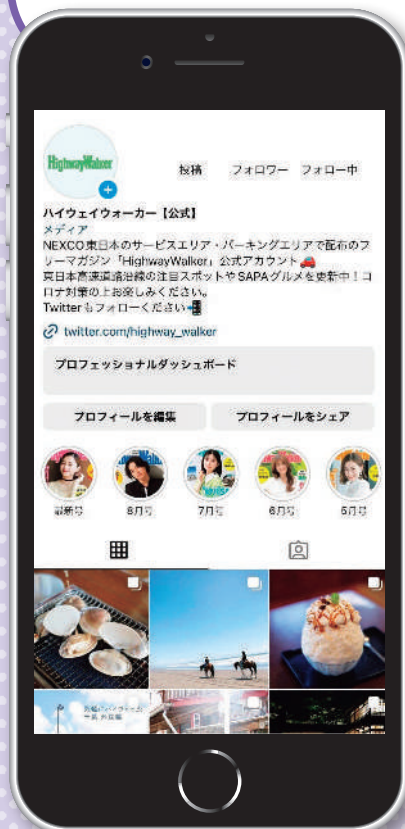 HighwayWalker
投稿 フォロワー フォロー中
ハイウェイウォーカー【公式】
メディア
NEXCO東日本のサービスエリア・パーキングエリアで配布のフ
リーマガジン「HighwayWalker」公式アカウント🚗
東日本高速道路沿線の注目スポットやSAPAグルメを更新中！コ
ロナ対策の上お楽しみください。
Twitterもフォローください📲
twitter.com/highway_walker
プロフェッショナルダッシュボード
プロフィールを編集 プロフィールをシェア
最新号 8月号 7月号 6月号 5月号